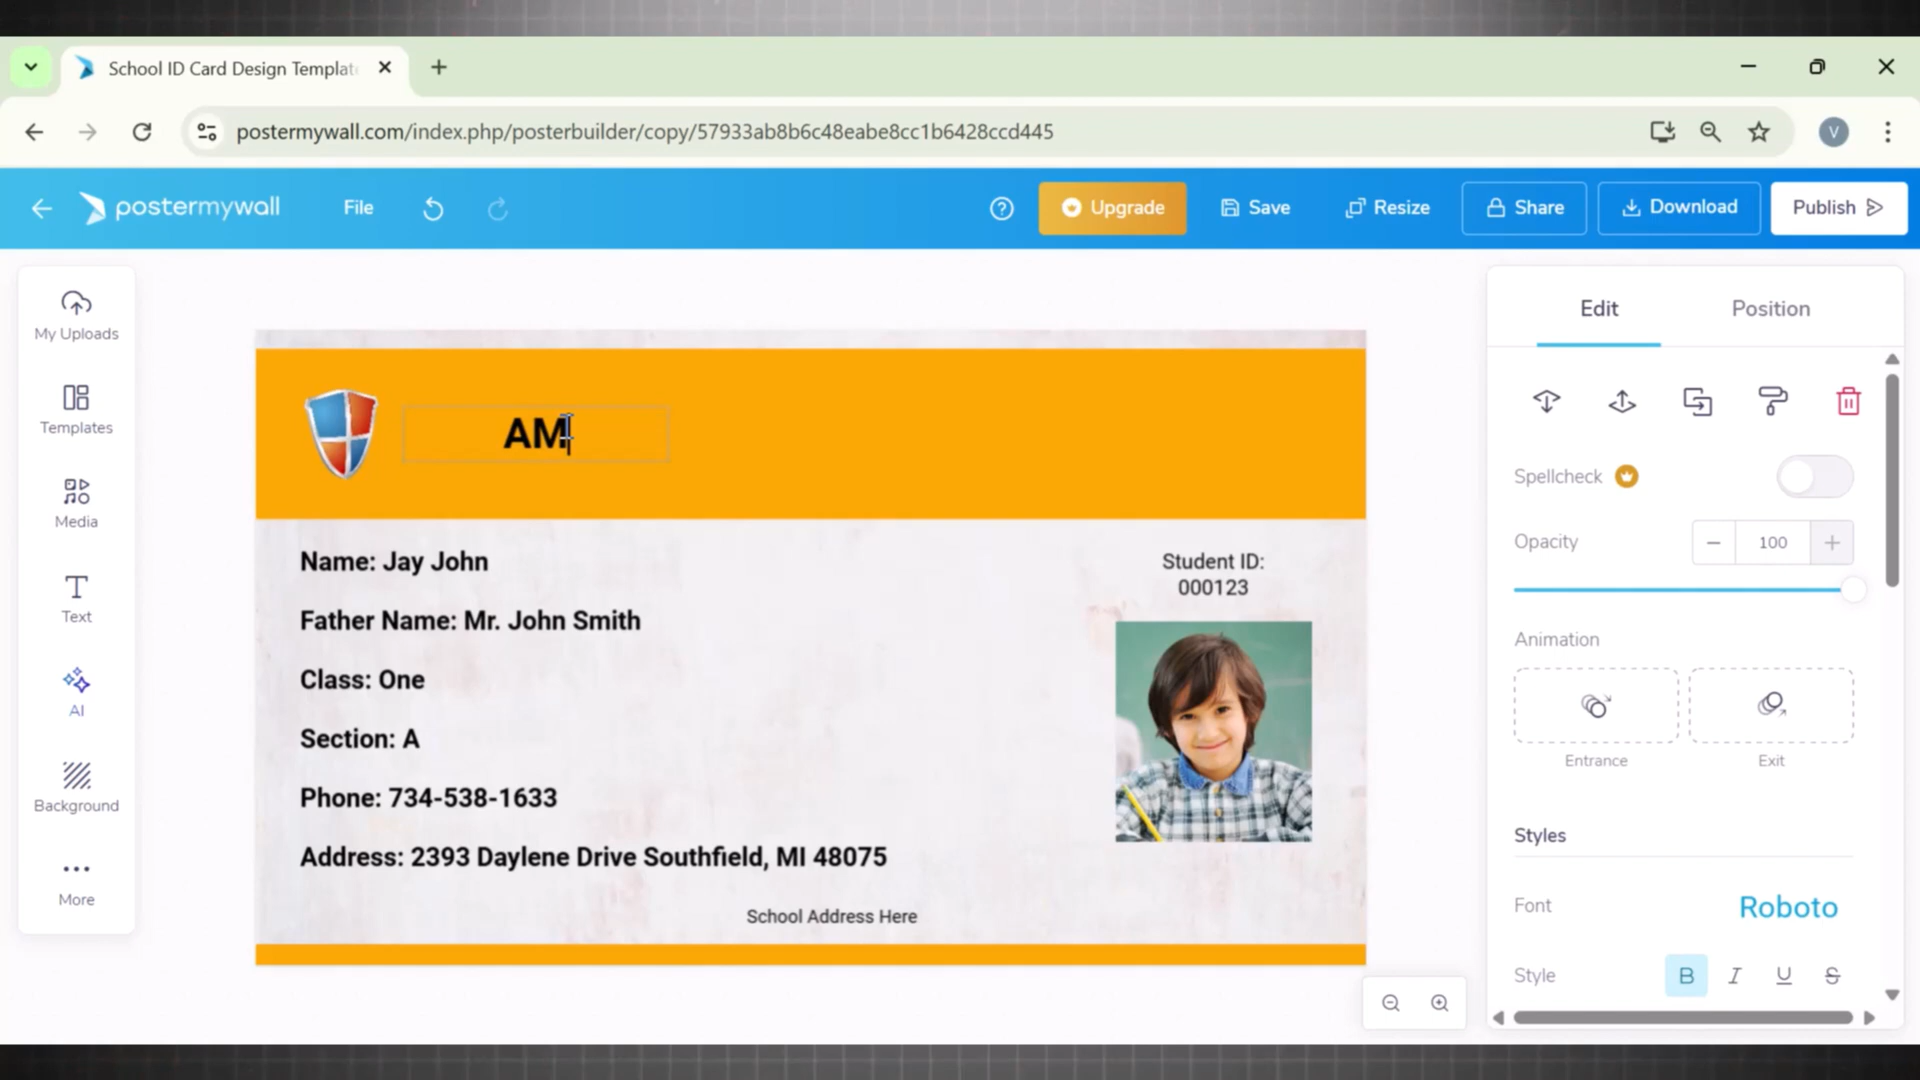 School ID Card Design Templat
postermywall.com/index.php/posterbuilder/copy/57933ab8b6c48eabe8cc1b6428ccd445
V
postermywall
File
Upgrade
Save
Resize
Share
Download
Publish
My Uploads
Templates
Media
Text
AI
Background
More
AM
Name: Jay John
Father Name: Mr. John Smith
Class: One
Section: A
Phone: 734-538-1633
Address: 2393 Daylene Drive Southfield, MI 48075
School Address Here
Student ID:
000123
Edit
Position
Spellcheck
Opacity
100
Animation
Entrance
Exit
Styles
Font
Roboto
Style
B I U S